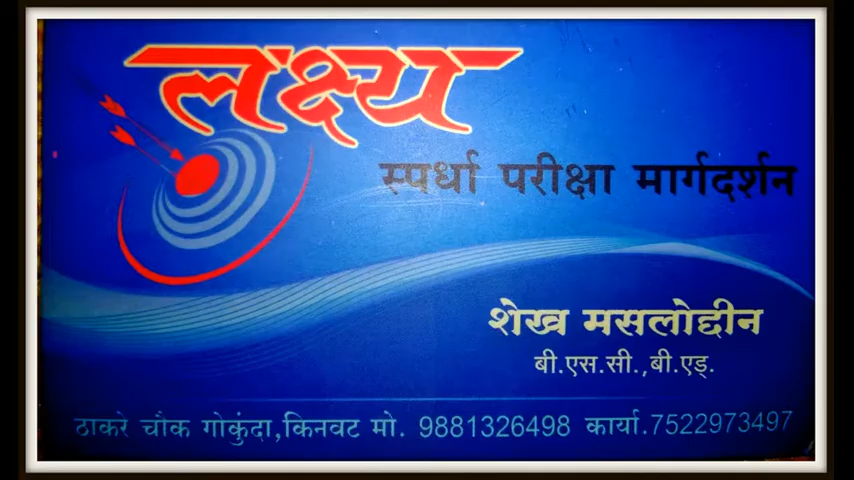 लक्ष्य
स्पर्धा परीक्षा मार्गदर्शन
शेख मसलोद्दीन
बी.एस.सी.,बी.एड्.
ठाकरे चौक गोकुंदा,किनवट मो. 9881326498 कार्या.7522973497